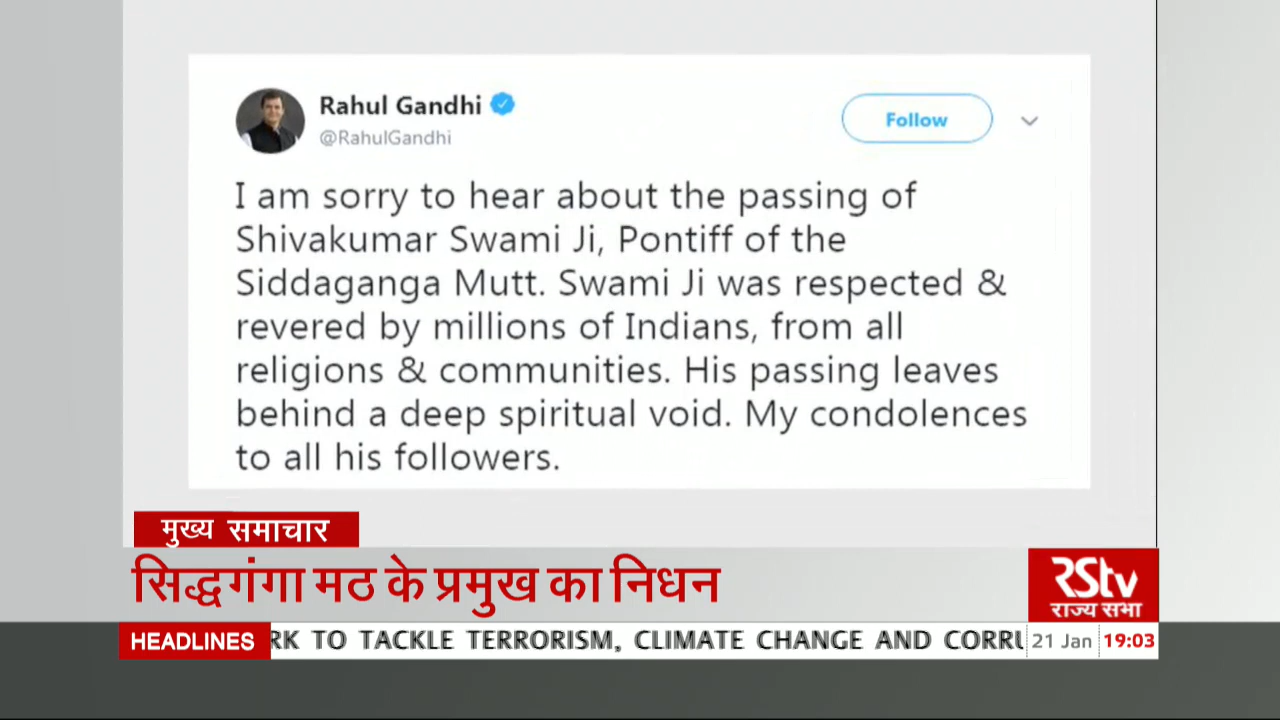 Rahul Gandhi
@RahulGandhi
Follow
I am sorry to hear about the passing of
Shivakumar Swami Ji, Pontiff of the
Siddaganga Mutt. Swami Ji was respected &
revered by millions of Indians, from all
religions & communities. His passing leaves
behind a deep spiritual void. My condolences
to all his followers.
मुख्य समाचार
सिद्धगंगा मठ के प्रमुख का निधन
RStv
राज्य सभा
HEADLINES RK TO TACKLE TERRORISM, CLIMATE CHANGE AND CORRU 21 Jan 19:03